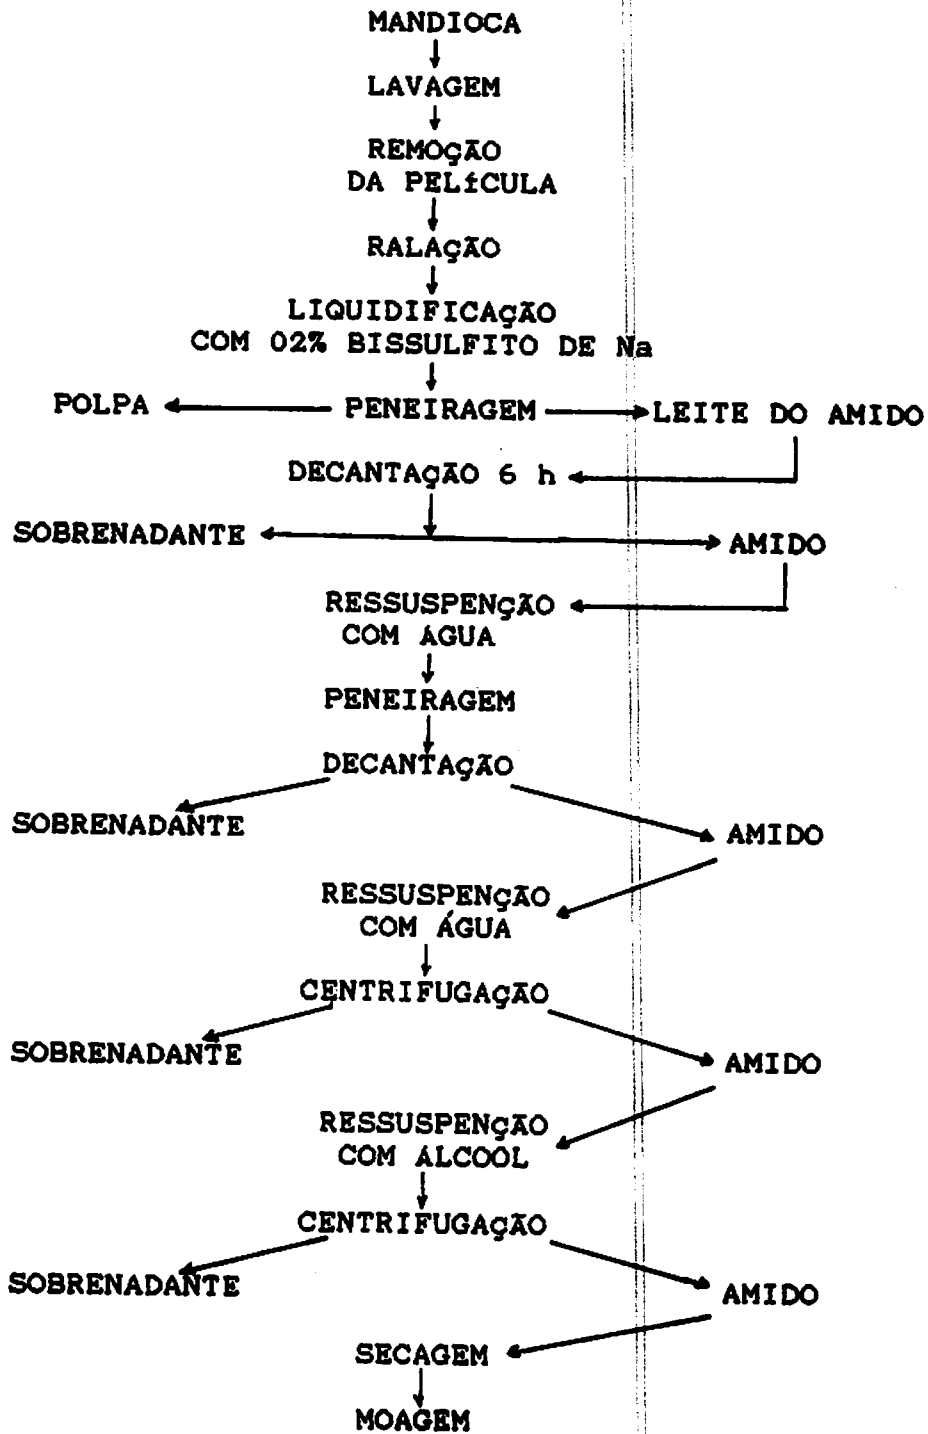 MANDIOCA
LAVAGEM
REMOÇÃO
DA PELÍCULA
RALAÇÃO
LIQUIDIFICAÇÃO
COM 02% BISSULFITO DE Na
POLPA PENEIRAGEM LEITE DO AMIDO
DECANTAÇÃO 6 h
SOBRENADANTE AMIDO
RESSUSPENÇÃO
COM ÁGUA
PENEIRAGEM
DECANTAÇÃO
SOBRENADANTE AMIDO
RESSUSPENÇÃO
COM ÁGUA
CENTRIFUGAÇÃO
SOBRENADANTE AMIDO
RESSUSPENÇÃO
COM ÁLCOOL
CENTRIFUGAÇÃO
SOBRENADANTE AMIDO
SECAGEM
MOAGEM